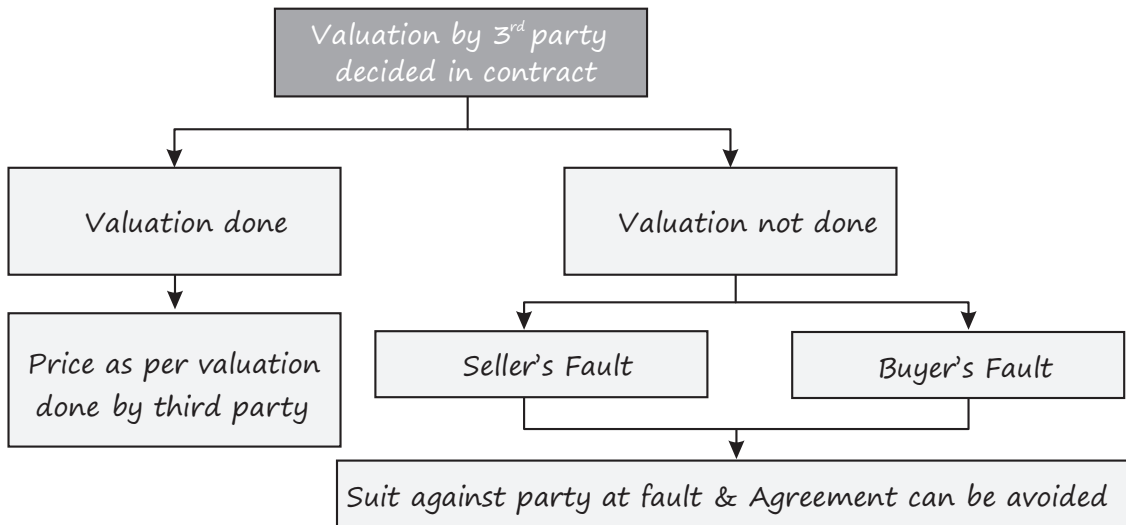 Valuation by 3rd party
decided in contract
Valuation done
Valuation not done
Price as per valuation
done by third party
Seller's Fault
Buyer's Fault
Suit against party at fault & Agreement can be avoided